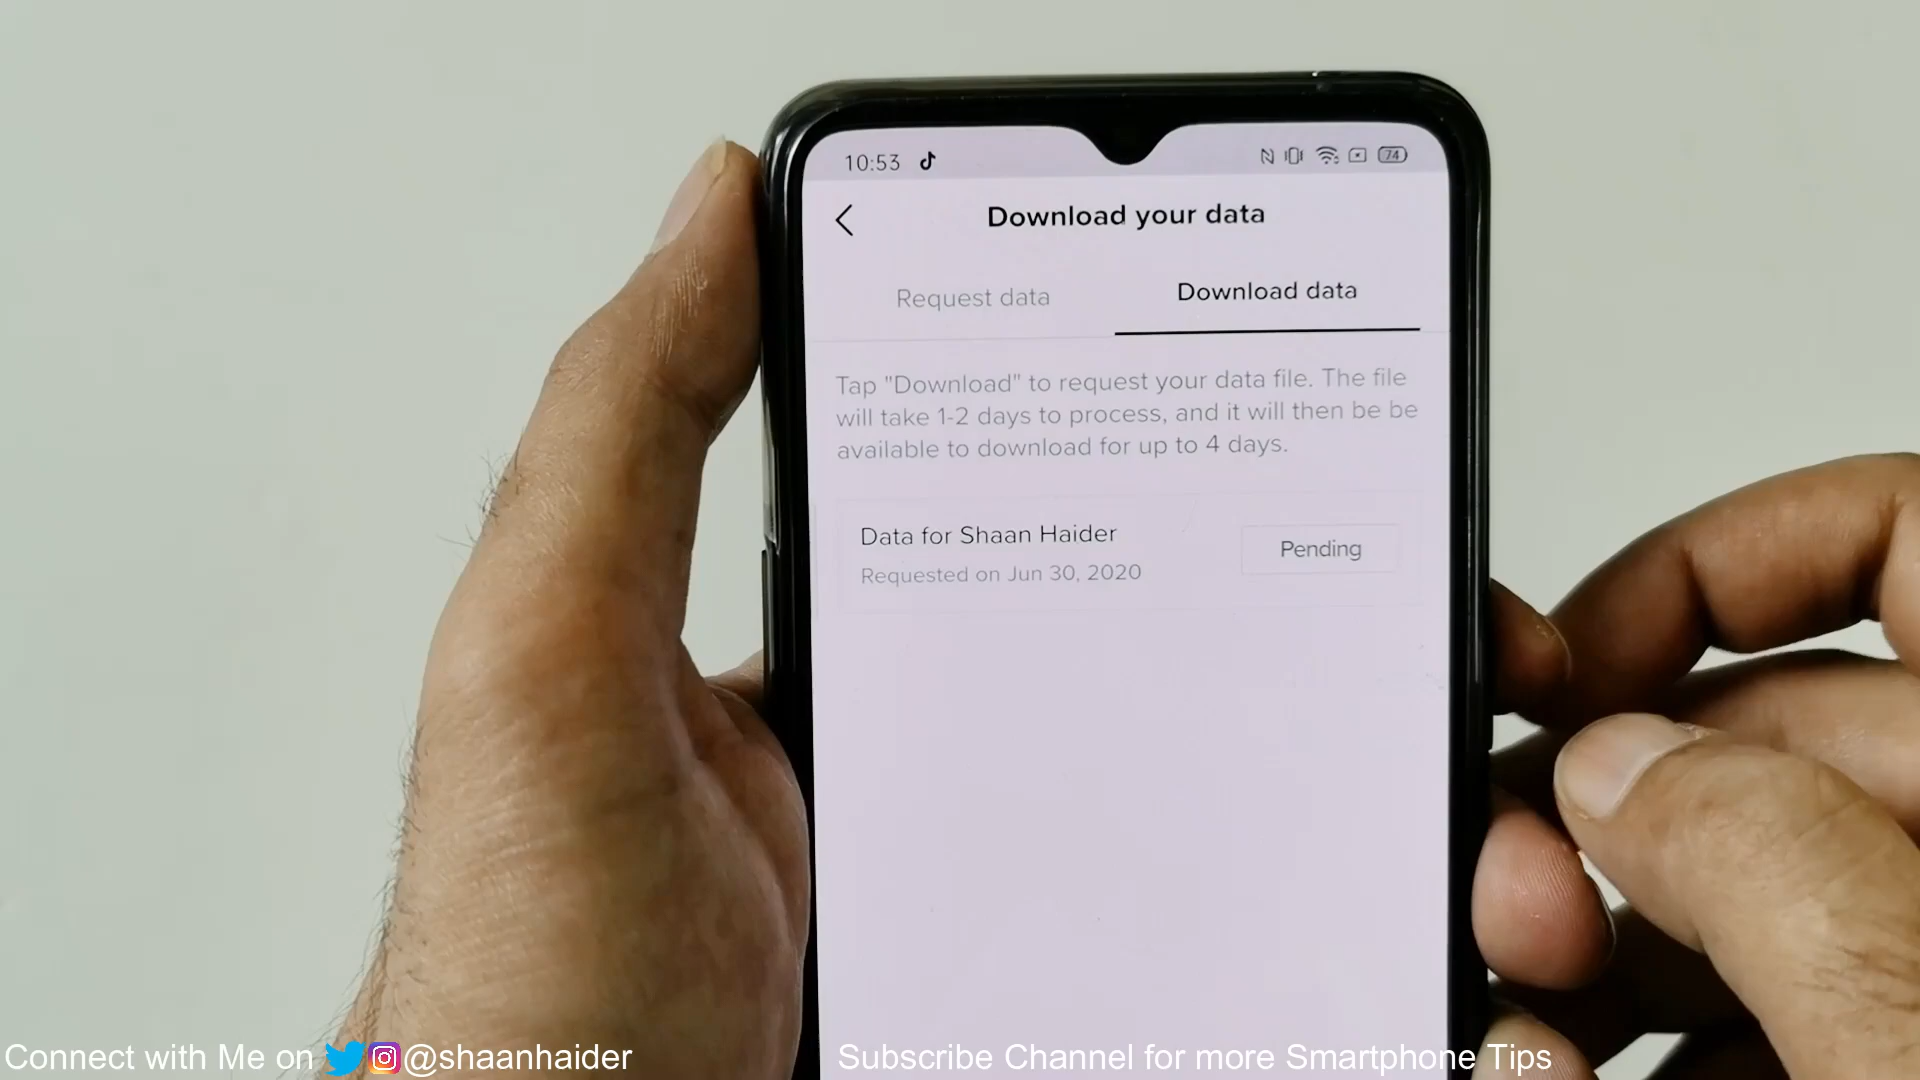 10:53
74
Download your data
Request data
Download data
Tap "Download" to request your data file. The file
will take 1-2 days to process, and it will then be be
available to download for up to 4 days.
Data for Shaan Haider
Requested on Jun 30, 2020
Pending
Connect with Me on @shaanhaider
Subscribe Channel for more Smartphone Tips